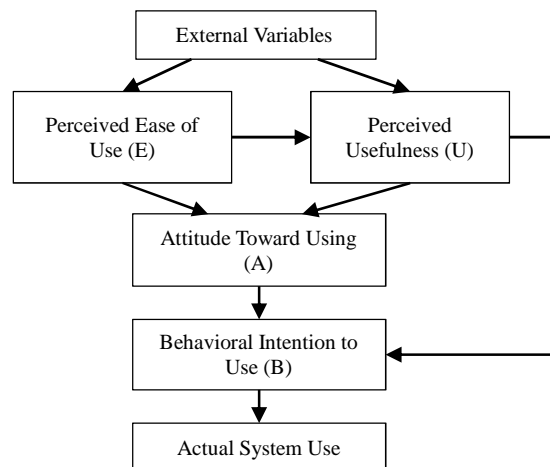 External Variables
Perceived Ease of
Use (E)
Perceived
Usefulness (U)
Attitude Toward Using
(A)
Behavioral Intention to
Use (B)
Actual System Use